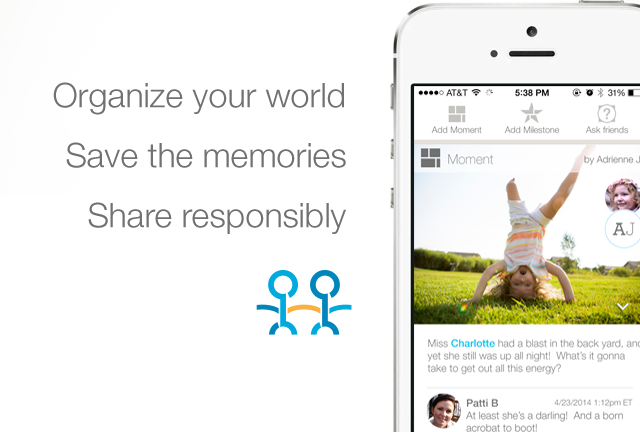 Organize your world
Save the memories
Share responsibly
AT&T
5:38 PM
31%
Add Moment
Add Milestone
Ask friends
Moment
by Adrienne J
AJ
Miss Charlotte had a blast in the back yard, and
yet she still was up all night! What's it gonna
take to get out all this energy?
Patti B
4/23/2014 1:12pm ET
At least she's a darling! And a born
acrobat to boot!